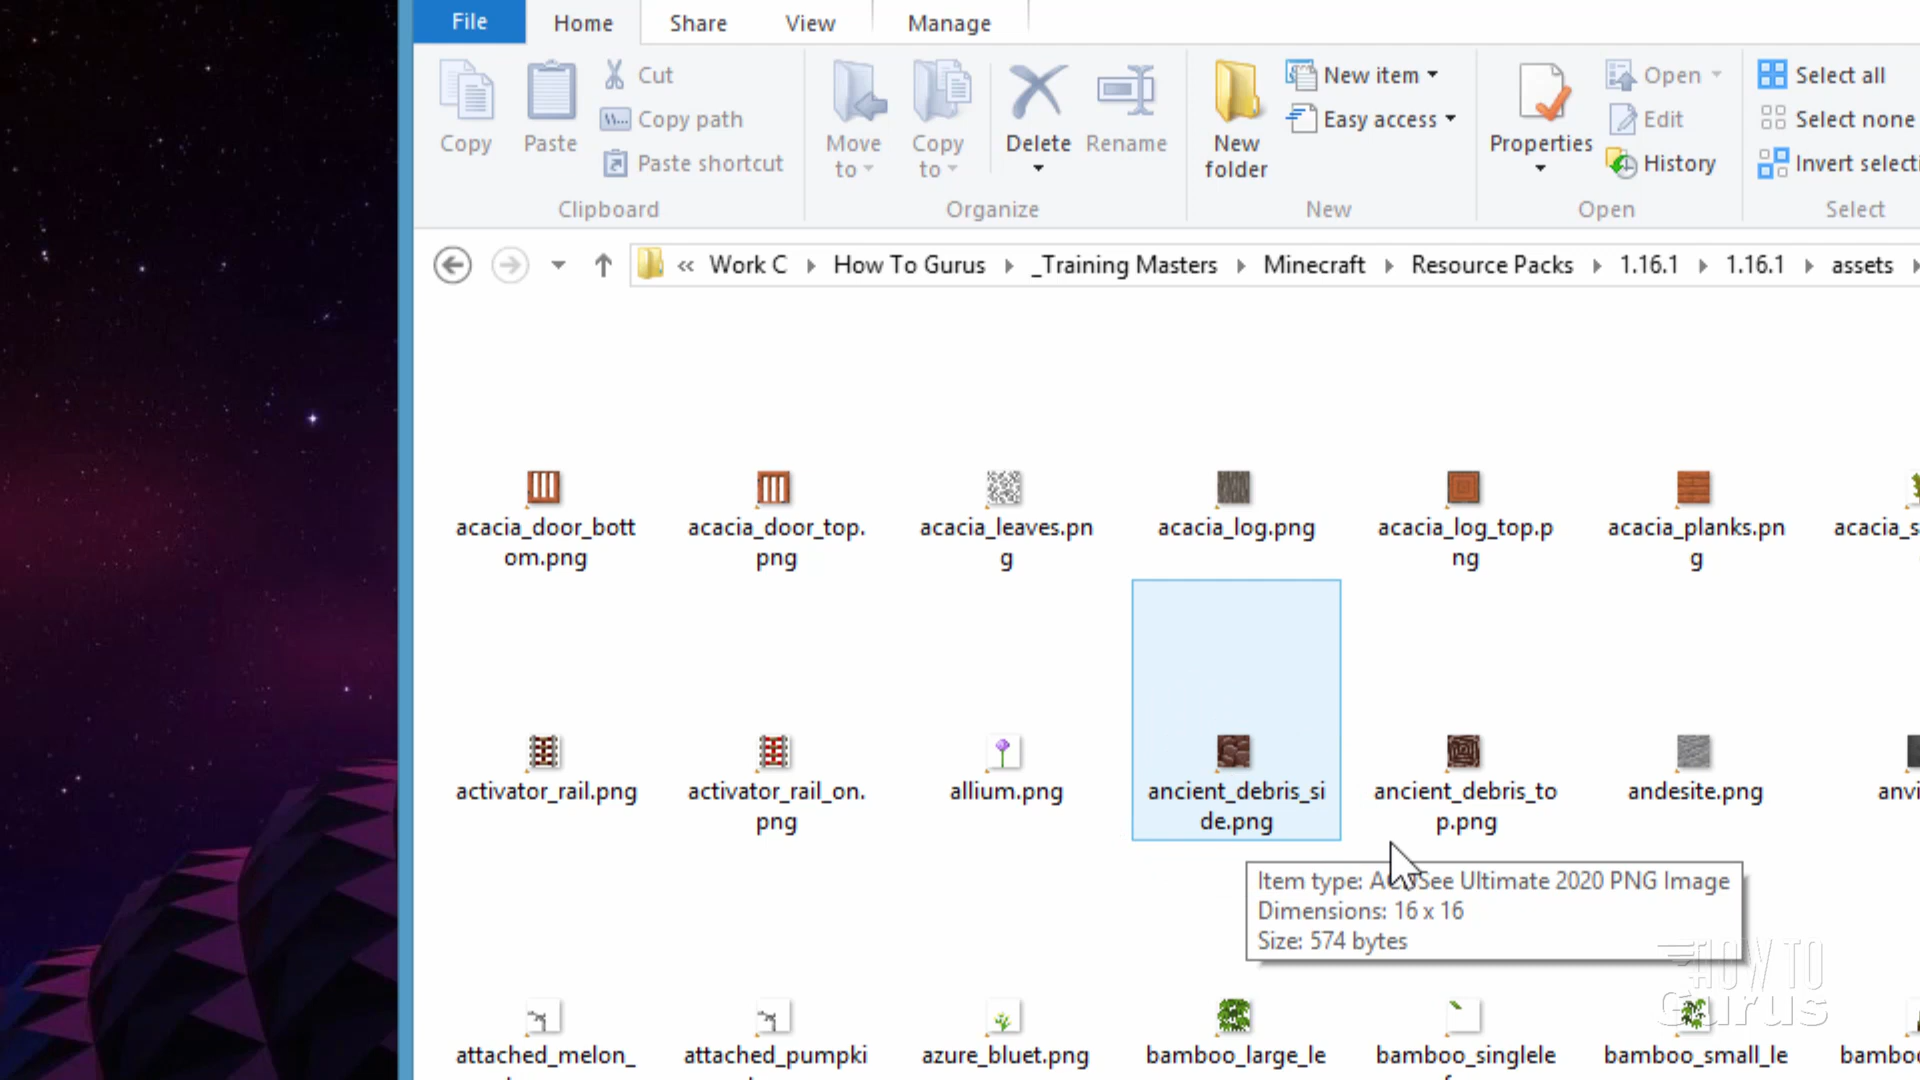 File Home Share View Manage
Copy Paste Cut Copy path Paste shortcut Move to Copy to Delete Rename New folder New item Easy access Properties Open Edit History Select all Select none Invert selecti
Clipboard Organize New Open Select
« Work C How To Gurus _Training Masters Minecraft Resource Packs 1.16.1 1.16.1 assets
acacia_door_bott acacia_door_top. acacia_leaves.pn acacia_log.png acacia_log_top.p acacia_planks.pn acacia_s
om.png png g ng g
activator_rail.png activator_rail_on. allium.png ancient_debris_si ancient_debris_to andesite.png anvi
png de.png p.png
Item type: ACDSee Ultimate 2020 PNG Image
Dimensions: 16 x 16
Size: 574 bytes
HOW TO
Gurus
attached_melon_ attached_pumpki azure_bluet.png bamboo_large_le bamboo_singlele bamboo_small_le bambo